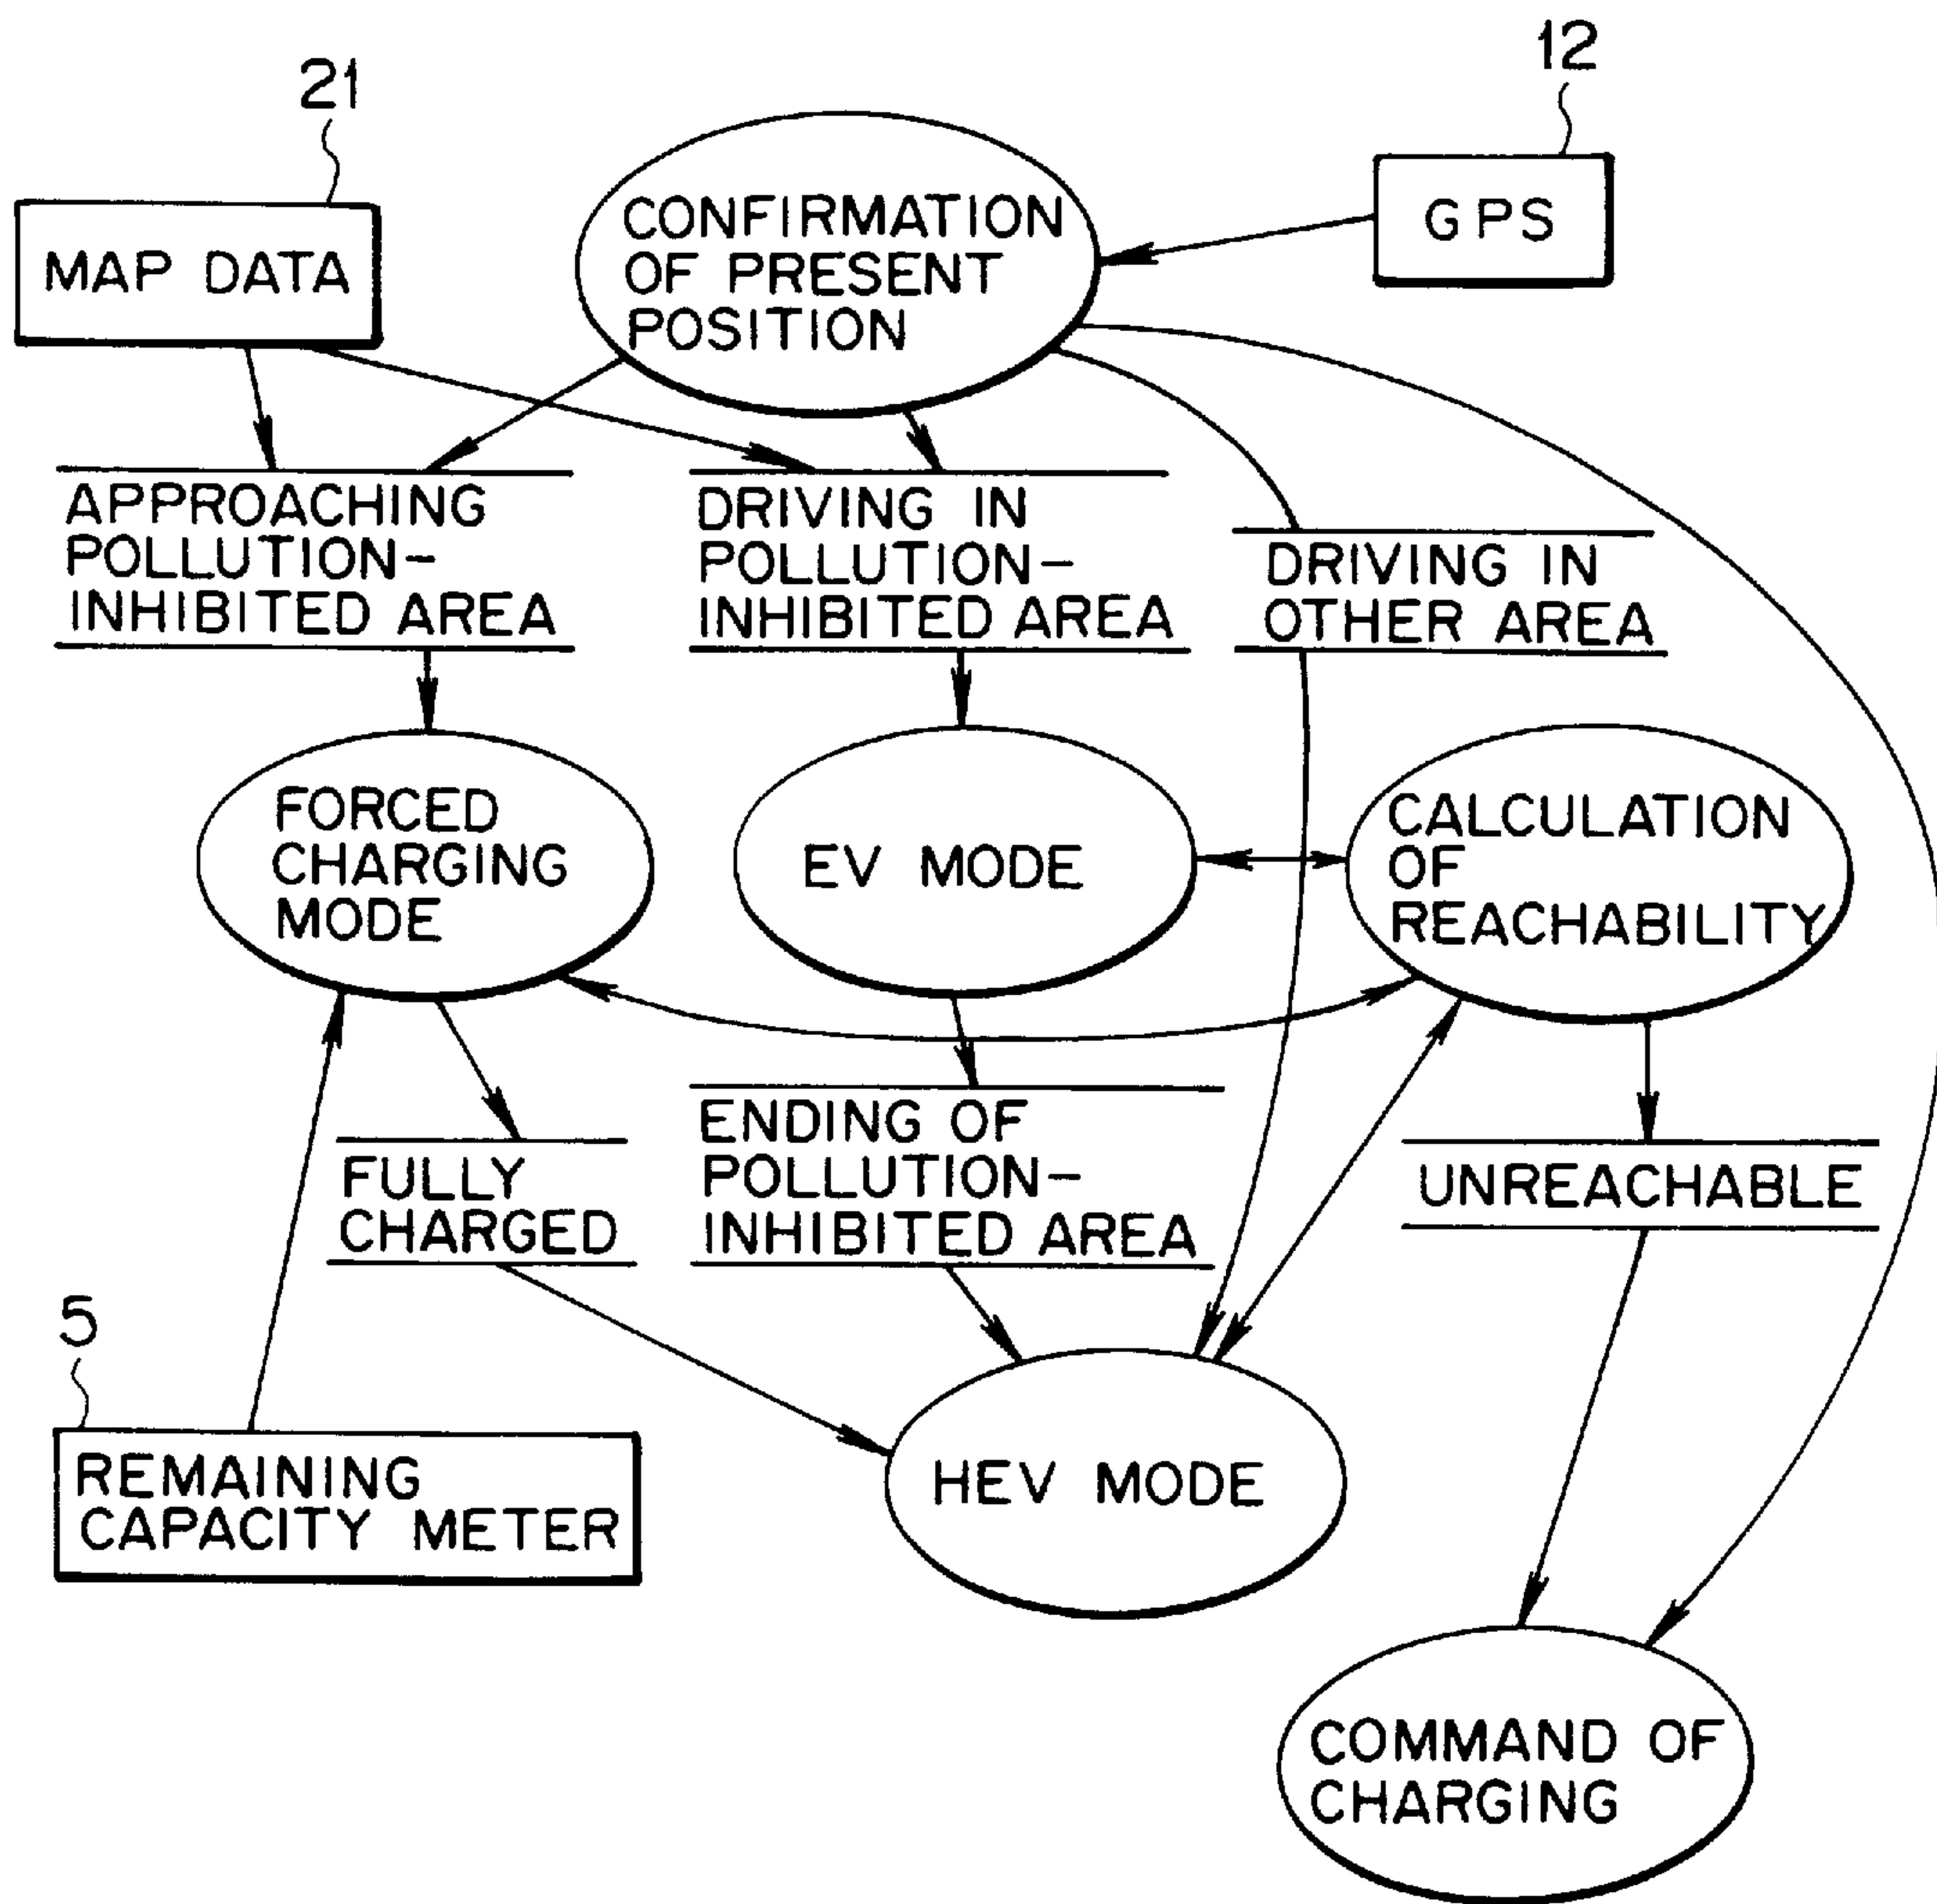 12
21
CONFIRMATION
OF PRESENT
POSITION
GPS
MAP DATA
APPROACHING
POLLUTION-
INHIBITED AREA
DRIVING IN
POLLUTION-
INHIBITED AREA
DRIVING IN
OTHER AREA
FORCED
CHARGING
MODE
EV MODE
CALCULATION
OF
REACHABILITY
FULLY
CHARGED
ENDING OF
POLLUTION-
INHIBITED AREA
UNREACHABLE
5
REMAINING
CAPACITY METER
HEV MODE
COMMAND OF
CHARGING